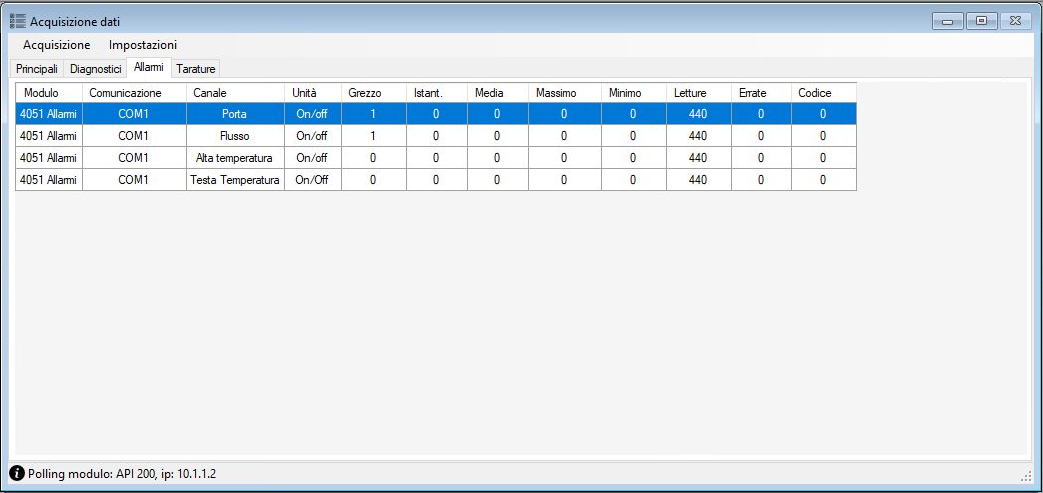 Acquisizione dati
Acquisizione Impostazioni
Principali Diagnostici Allarmi Tarature
Modulo Comunicazione Canale Unità Grezzo Istant. Media Massimo Minimo Letture Errate Codice
4051 Allarmi COM1 Porta On/off 1 0 0 0 0 440 0 0
4051 Allarmi COM1 Flusso On/off 1 0 0 0 0 440 0 0
4051 Allarmi COM1 Alta temperatura On/off 0 0 0 0 0 440 0 0
4051 Allarmi COM1 Testa Temperatura On/Off 0 0 0 0 0 440 0 0
Polling modulo: API 200, ip: 10.1.1.2